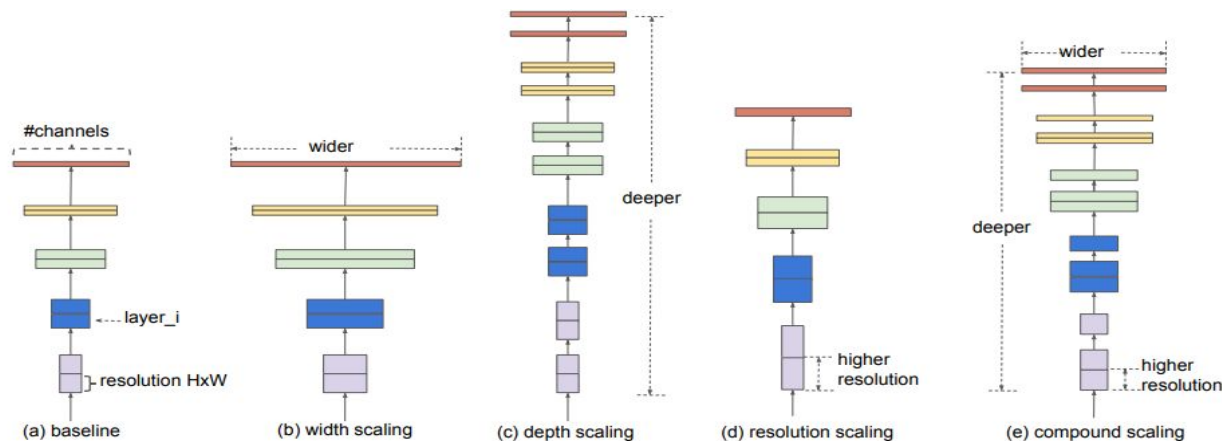 #channels
layer_i
resolution HxW
(a) baseline
wider
(b) width scaling
deeper
(c) depth scaling
higher
resolution
(d) resolution scaling
wider
deeper
higher
resolution
(e) compound scaling